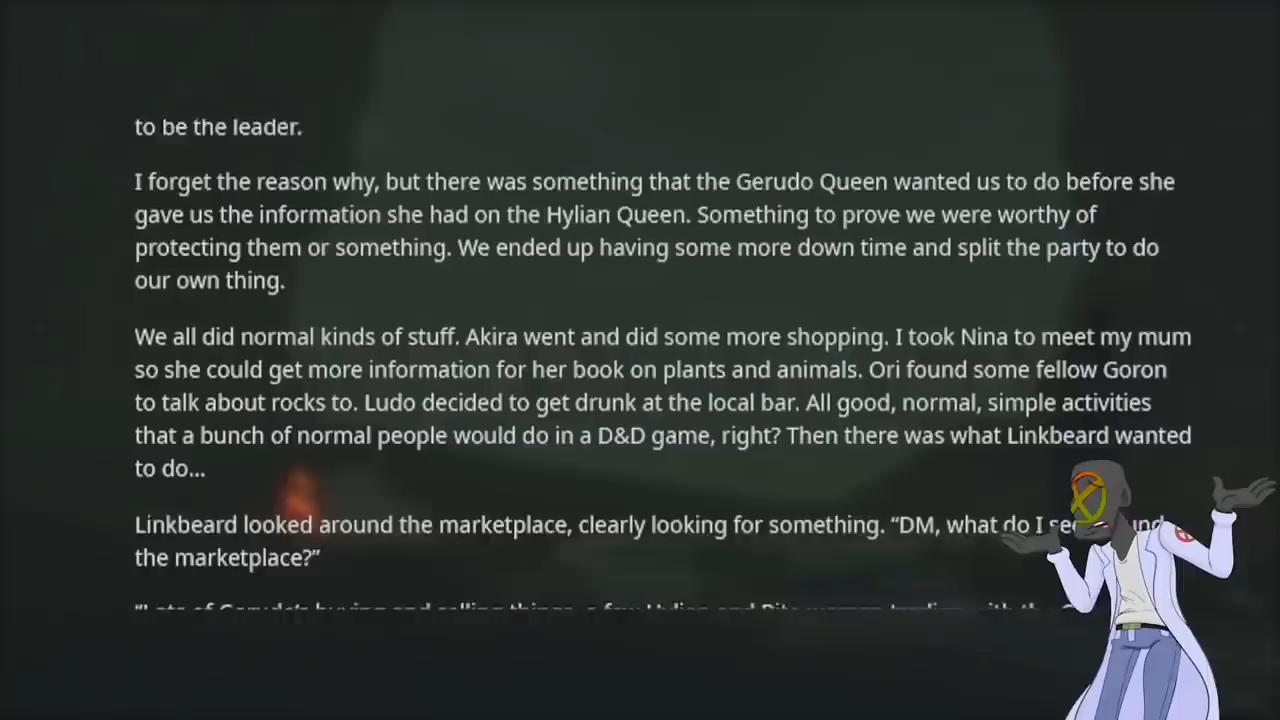 to be the leader.
I forget the reason why, but there was something that the Gerudo Queen wanted us to do before she
gave us the information she had on the Hylian Queen. Something to prove we were worthy of
protecting them or something. We ended up having some more down time and split the party to do
our own thing.
We all did normal kinds of stuff. Akira went and did some more shopping. I took Nina to meet my mum
so she could get more information for her book on plants and animals. Ori found some fellow Goron
to talk about rocks to. Ludo decided to get drunk at the local bar. All good, normal, simple activities
that a bunch of normal people would do in a D&D game, right? Then there was what Linkbeard wanted
to do...
Linkbeard looked around the marketplace, clearly looking for something. “DM, what do I
the marketplace?”